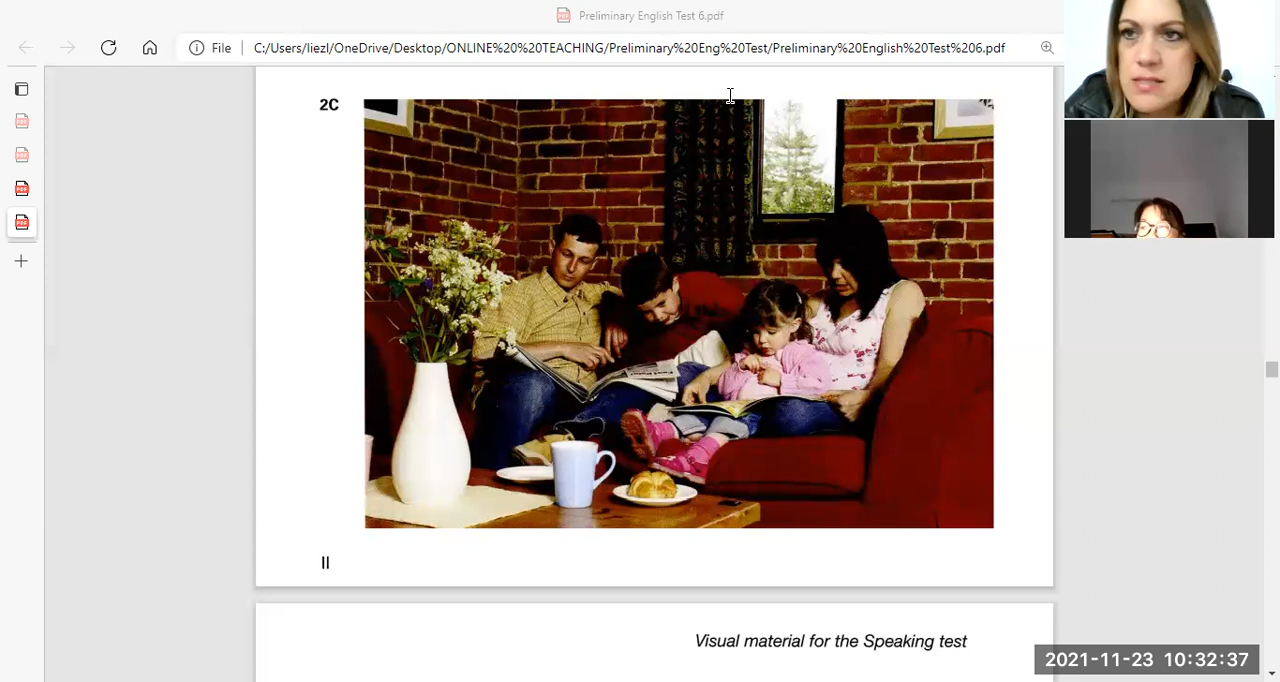 Preliminary English Test 6.pdf
File
C:/Users/liezl/OneDrive/Desktop/ONLINE%20%20TEACHING/Preliminary%20Eng%20Test/Preliminary%20English%20Test%206.pdf
2C
II
Visual material for the Speaking test
2021-11-23 10:32:37